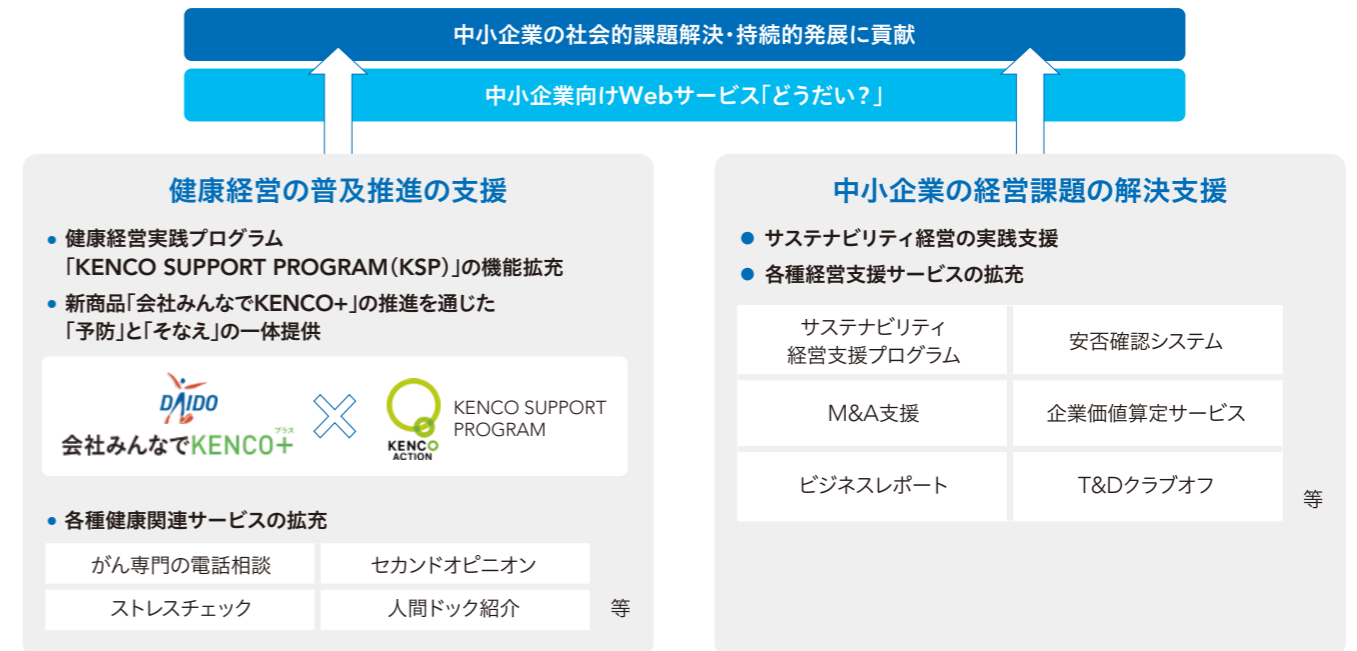 中小企業の社会的課題解決・持続的発展に貢献
中小企業向けWebサービス「どうだい？」
健康経営の普及推進の支援
● 健康経営実践プログラム
「KENCO SUPPORT PROGRAM（KSP）」の機能拡充
● 新商品「会社みんなでKENCO+」の推進を通じた
「予防」と「そなえ」の一体提供
DAIDO
プラス
会社みんなでKENCO+
KENCO
ACTION
KENCO SUPPORT
PROGRAM
● 各種健康関連サービスの拡充
がん専門の電話相談
セカンドオピニオン
ストレスチェック
人間ドック紹介
等
中小企業の経営課題の解決支援
● サステナビリティ経営の実践支援
● 各種経営支援サービスの拡充
サステナビリティ
経営支援プログラム
安否確認システム
M&A支援
企業価値算定サービス
ビジネスレポート
T&Dクラブオフ
等